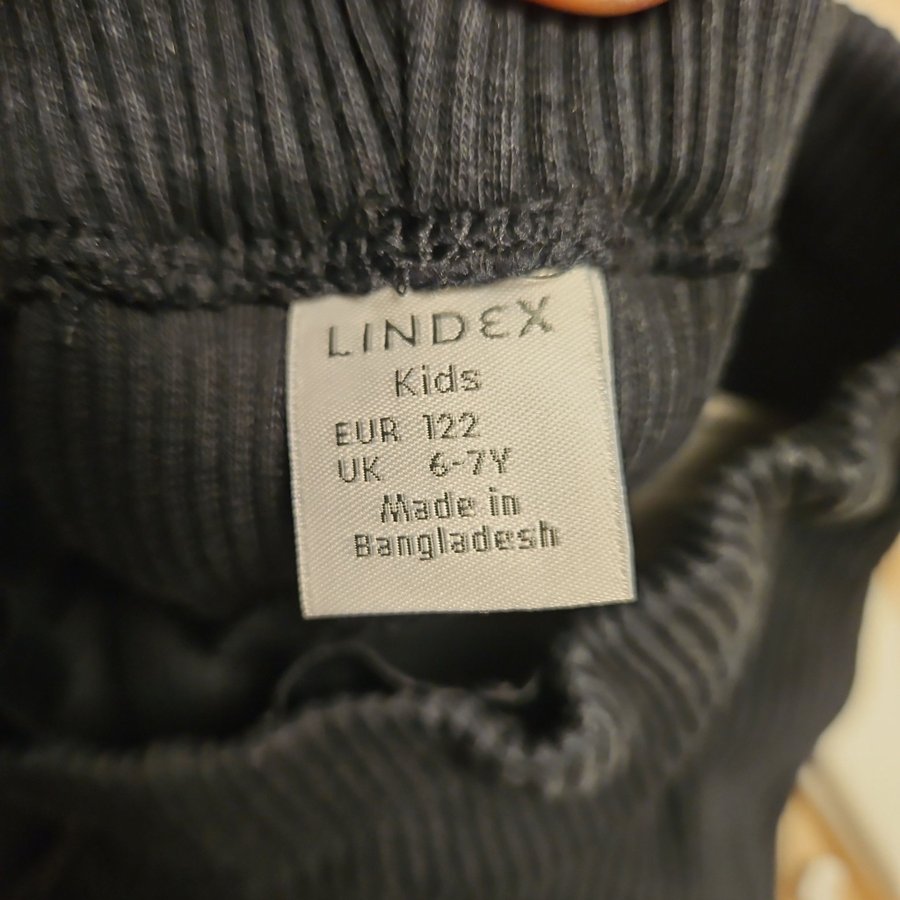 LINDEX
Kids
EUR 122
UK 6-7Y
Made in
Bangladesh